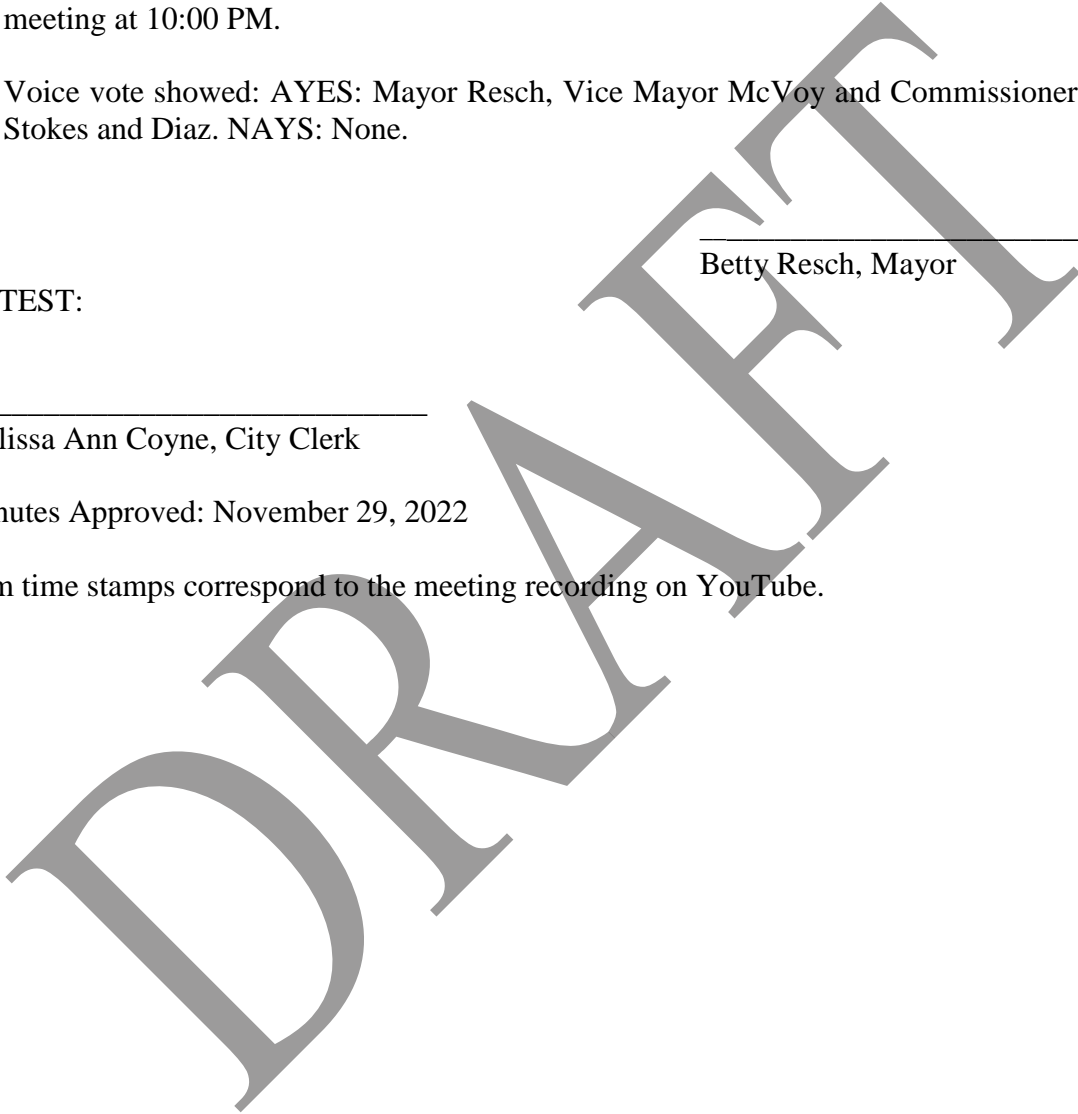 meeting at 10:00 PM.
Voice vote showed: AYES: Mayor Resch, Vice Mayor McVoy and Commissioner
Stokes and Diaz. NAYS: None.
____________________________
Betty Resch, Mayor
TEST:
____________________________
lissa Ann Coyne, City Clerk
nutes Approved: November 29, 2022
m time stamps correspond to the meeting recording on YouTube.
DRAFT